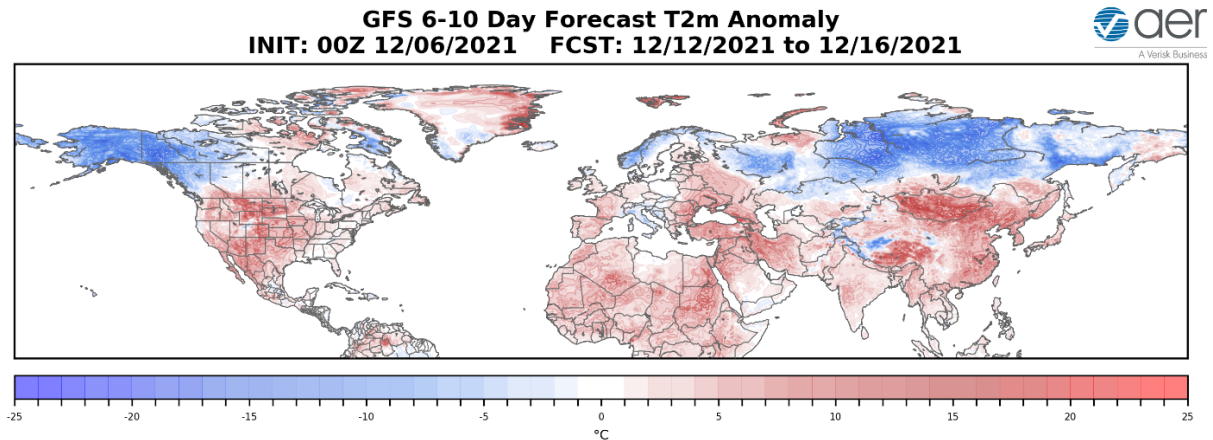 GFS 6-10 Day Forecast T2m Anomaly
INIT: 00Z 12/06/2021 FCST: 12/12/2021 to 12/16/2021
aer
A Verisk Business
-25 -20 -15 -10 -5 0 5 10 15 20 25
°C